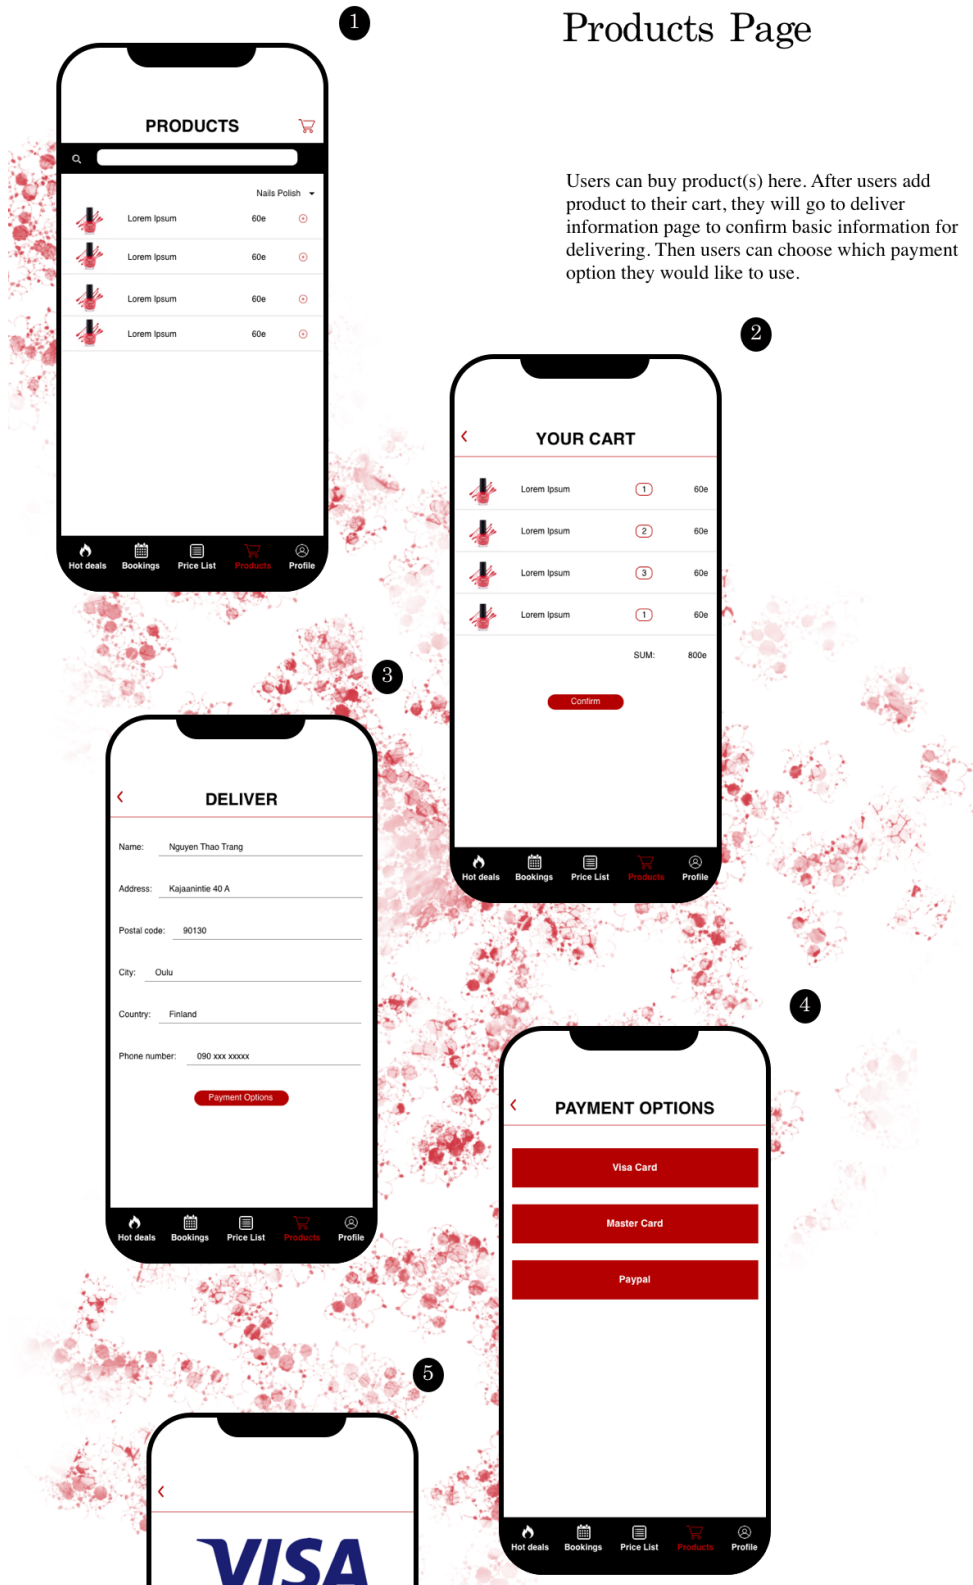 1
Products Page
PRODUCTS
Nails Polish
Lorem Ipsum 60e
Lorem Ipsum 60e
Lorem Ipsum 60e
Lorem Ipsum 60e
Hot deals Bookings Price List Products Profile
Users can buy product(s) here. After users add
product to their cart, they will go to deliver
information page to confirm basic information for
delivering. Then users can choose which payment
option they would like to use.
2
YOUR CART
Lorem Ipsum 1 60e
Lorem Ipsum 2 60e
Lorem Ipsum 3 60e
Lorem Ipsum 1 60e
SUM: 800e
Confirm
Hot deals Bookings Price List Products Profile
3
DELIVER
Name: Nguyen Thao Trang
Address: Kajaanintie 40 A
Postal code: 90130
City: Oulu
Country: Finland
Phone number: 090 xxx xxxxx
Payment Options
Hot deals Bookings Price List Products Profile
4
PAYMENT OPTIONS
Visa Card
Master Card
Paypal
Hot deals Bookings Price List Products Profile
5
VISA